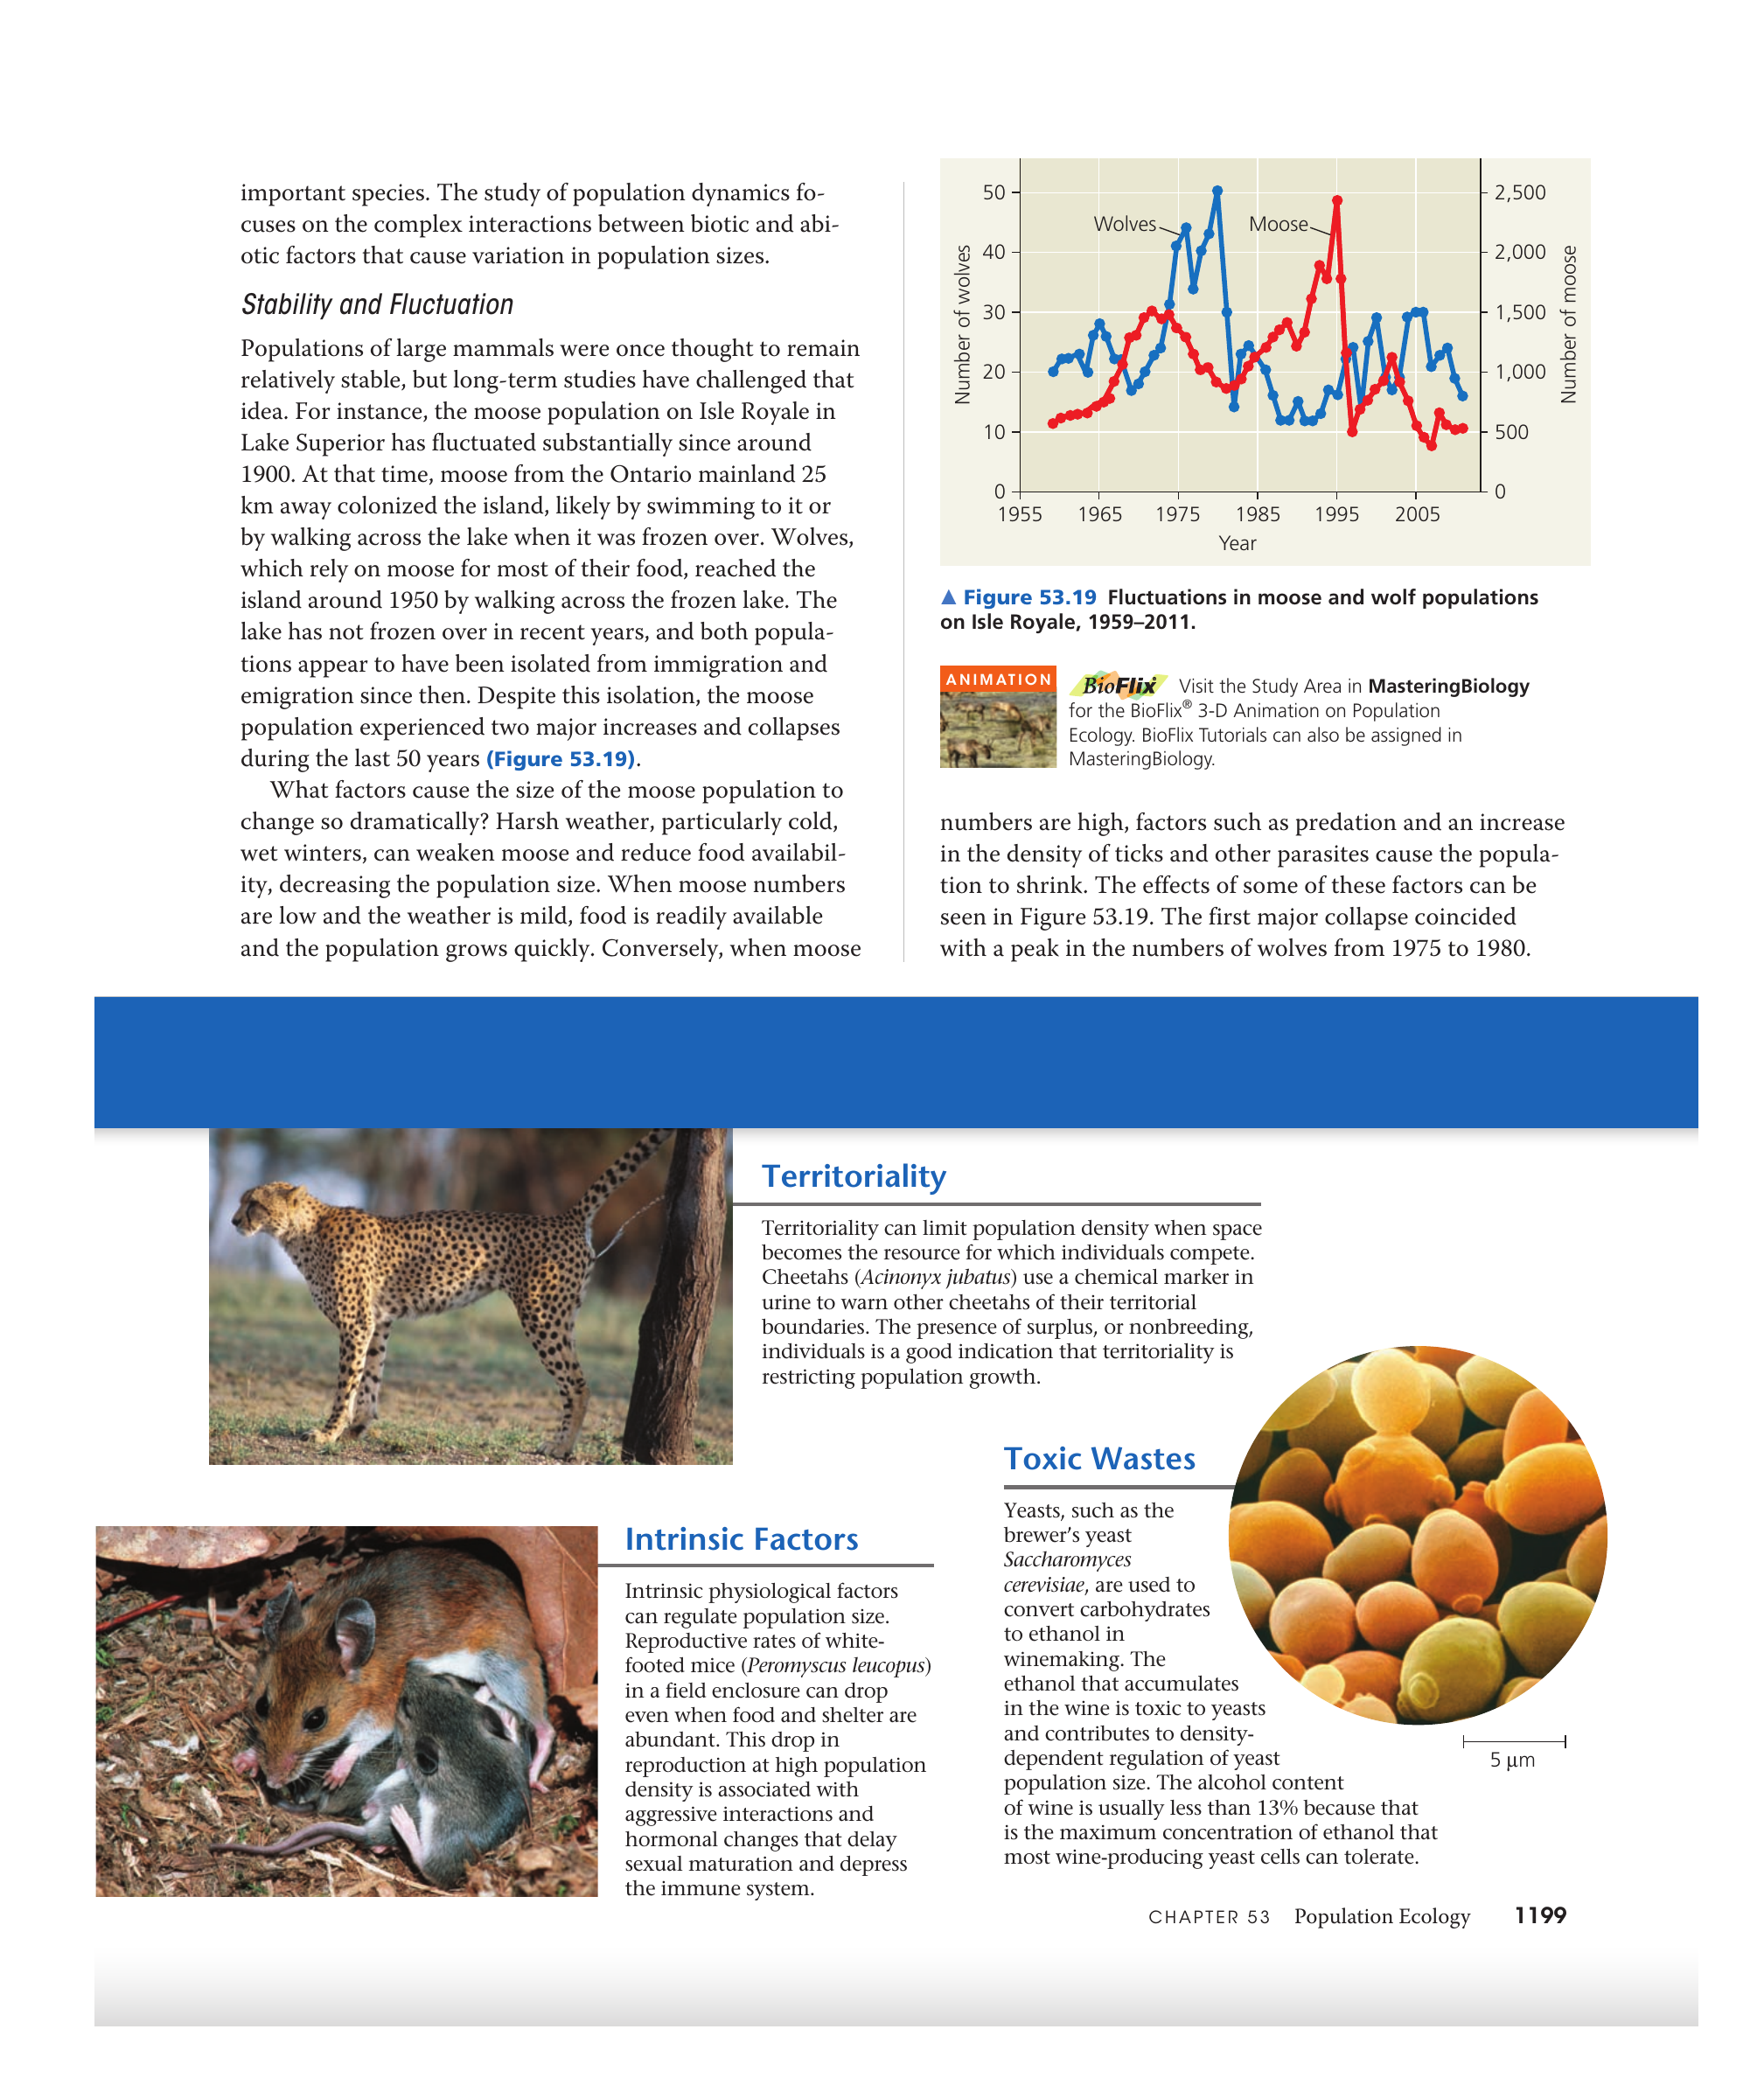 important species. The study of population dynamics fo-
cuses on the complex interactions between biotic and abi-
otic factors that cause variation in population sizes.
Stability and Fluctuation
Populations of large mammals were once thought to remain
relatively stable, but long-term studies have challenged that
idea. For instance, the moose population on Isle Royale in
Lake Superior has fluctuated substantially since around
1900. At that time, moose from the Ontario mainland 25
km away colonized the island, likely by swimming to it or
by walking across the lake when it was frozen over. Wolves,
which rely on moose for most of their food, reached the
island around 1950 by walking across the frozen lake. The
lake has not frozen over in recent years, and both popula-
tions appear to have been isolated from immigration and
emigration since then. Despite this isolation, the moose
population experienced two major increases and collapses
during the last 50 years (Figure 53.19).
What factors cause the size of the moose population to
change so dramatically? Harsh weather, particularly cold,
wet winters, can weaken moose and reduce food availabil-
ity, decreasing the population size. When moose numbers
are low and the weather is mild, food is readily available
and the population grows quickly. Conversely, when moose
50
40
30
20
10
0
Number of wolves
Wolves
Moose
2,500
2,000
1,500
1,000
500
0
Number of moose
1955 1965 1975 1985 1995 2005
Year
▲ Figure 53.19 Fluctuations in moose and wolf populations
on Isle Royale, 1959–2011.
ANIMATION
BioFlix Visit the Study Area in MasteringBiology
for the BioFlix® 3-D Animation on Population
Ecology. BioFlix Tutorials can also be assigned in
MasteringBiology.
numbers are high, factors such as predation and an increase
in the density of ticks and other parasites cause the popula-
tion to shrink. The effects of some of these factors can be
seen in Figure 53.19. The first major collapse coincided
with a peak in the numbers of wolves from 1975 to 1980.
Territoriality
Territoriality can limit population density when space
becomes the resource for which individuals compete.
Cheetahs (Acinonyx jubatus) use a chemical marker in
urine to warn other cheetahs of their territorial
boundaries. The presence of surplus, or nonbreeding,
individuals is a good indication that territoriality is
restricting population growth.
Intrinsic Factors
Intrinsic physiological factors
can regulate population size.
Reproductive rates of white-
footed mice (Peromyscus leucopus)
in a field enclosure can drop
even when food and shelter are
abundant. This drop in
reproduction at high population
density is associated with
aggressive interactions and
hormonal changes that delay
sexual maturation and depress
the immune system.
Toxic Wastes
Yeasts, such as the
brewer's yeast
Saccharomyces
cerevisiae, are used to
convert carbohydrates
to ethanol in
winemaking. The
ethanol that accumulates
in the wine is toxic to yeasts
and contributes to density-
dependent regulation of yeast
population size. The alcohol content
of wine is usually less than 13% because that
is the maximum concentration of ethanol that
most wine-producing yeast cells can tolerate.
5 μm
CHAPTER 53 Population Ecology 1199